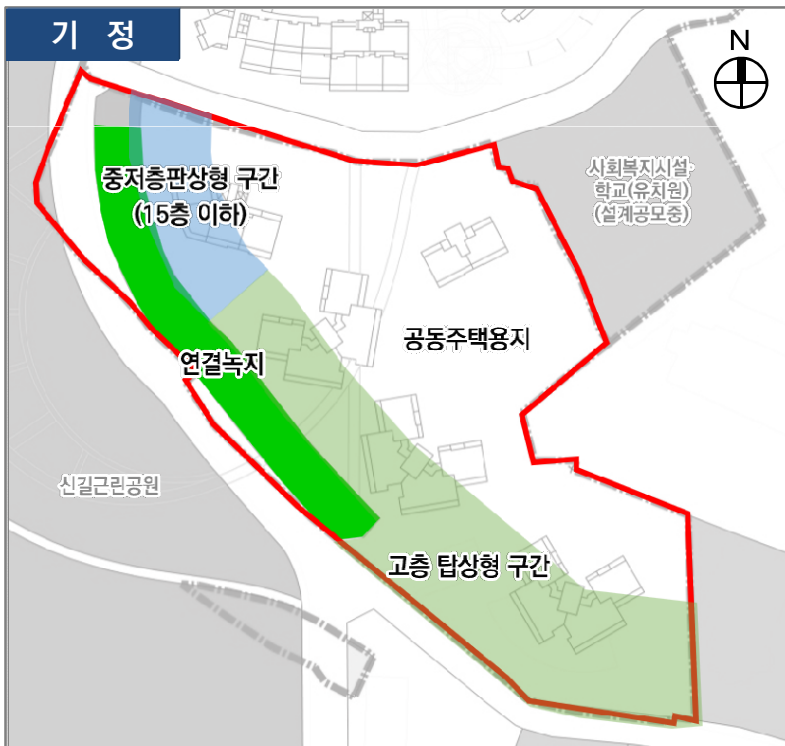 기 정
N
사회복지시설
학교(유치원)
(설계공모중)
중저층판상형 구간
(15층 이하)
공동주택용지
연결녹지
신길근린공원
고층 탑상형 구간